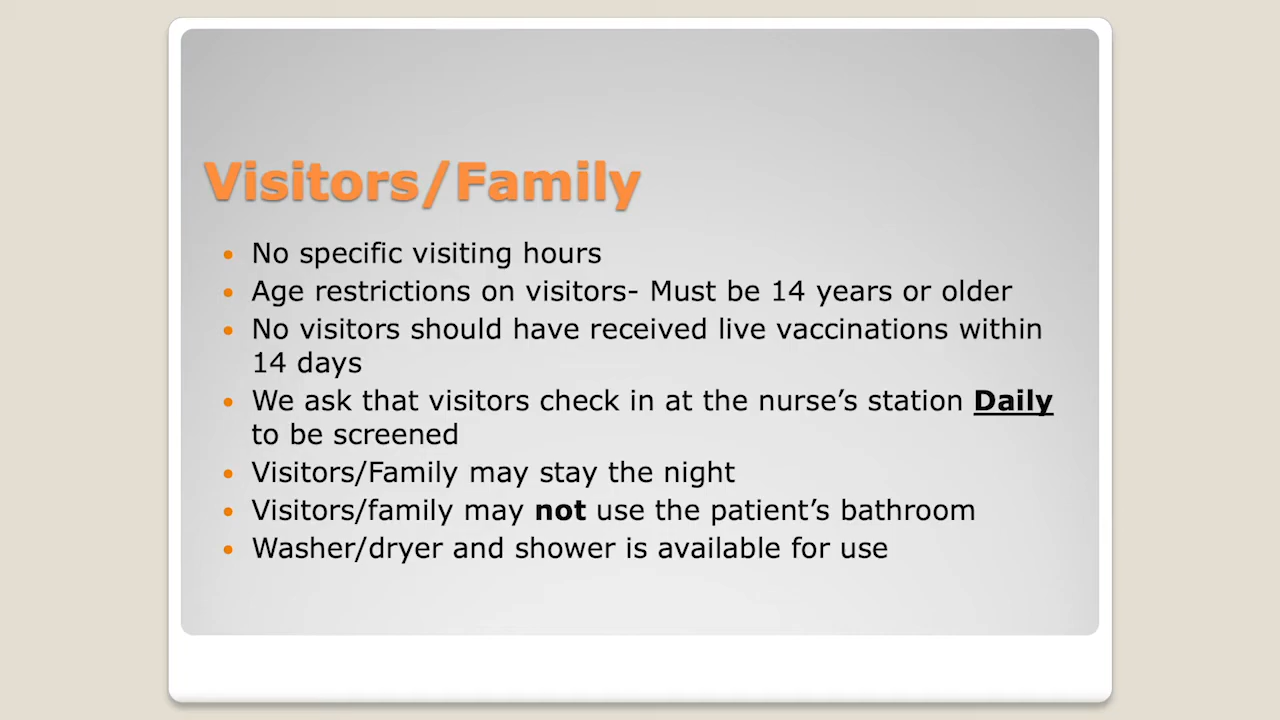 Visitors/Family
• No specific visiting hours
• Age restrictions on visitors- Must be 14 years or older
• No visitors should have received live vaccinations within
14 days
• We ask that visitors check in at the nurse’s station Daily
to be screened
• Visitors/Family may stay the night
• Visitors/family may not use the patient’s bathroom
• Washer/dryer and shower is available for use